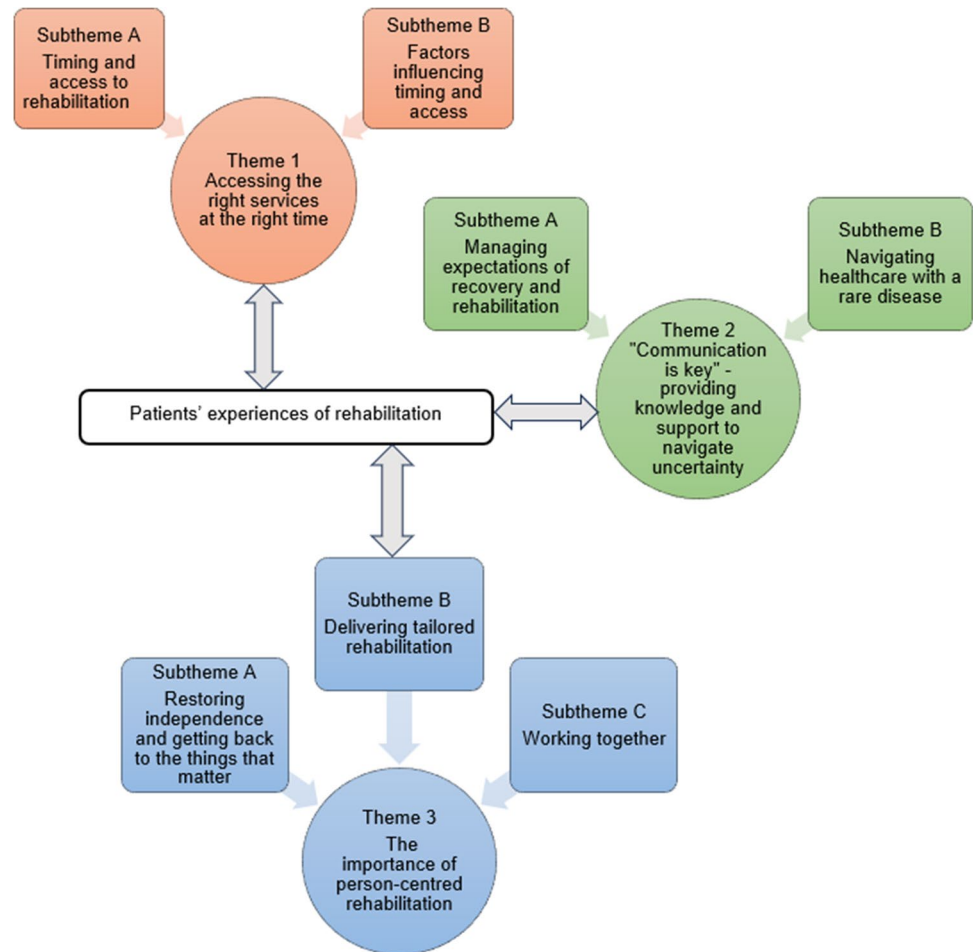 Subtheme A
Timing and
access to
rehabilitation
Subtheme B
Factors
influencing
timing and
access
Theme 1
Accessing the
right services
at the right time
Subtheme A
Managing
expectations of
recovery and
rehabilitation
Subtheme B
Navigating
healthcare with a
rare disease
Theme 2
"Communication
is key" -
providing
knowledge and
support to
navigate
uncertainty
Patients’ experiences of rehabilitation
Subtheme B
Delivering tailored
rehabilitation
Subtheme A
Restoring
independence
and getting back
to the things that
matter
Subtheme C
Working together
Theme 3
The
importance of
person-centred
rehabilitation